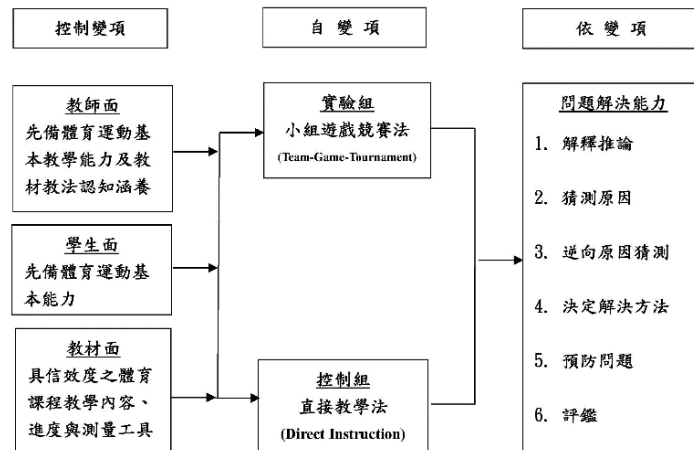 控制變項
自變項
依變項
教師面
先備體育運動基
本教學能力及教
材教法認知涵養
學生面
先備體育運動基
本能力
教材面
具信效度之體育
課程教學內容、
進度與測量工具
實驗組
小組遊戲競賽法
(Team-Game-Tournament)
控制組
直接教學法
(Direct Instruction)
問題解決能力
1. 解釋推論
2. 猜測原因
3. 逆向原因猜測
4. 決定解決方法
5. 預防問題
6. 評鑑